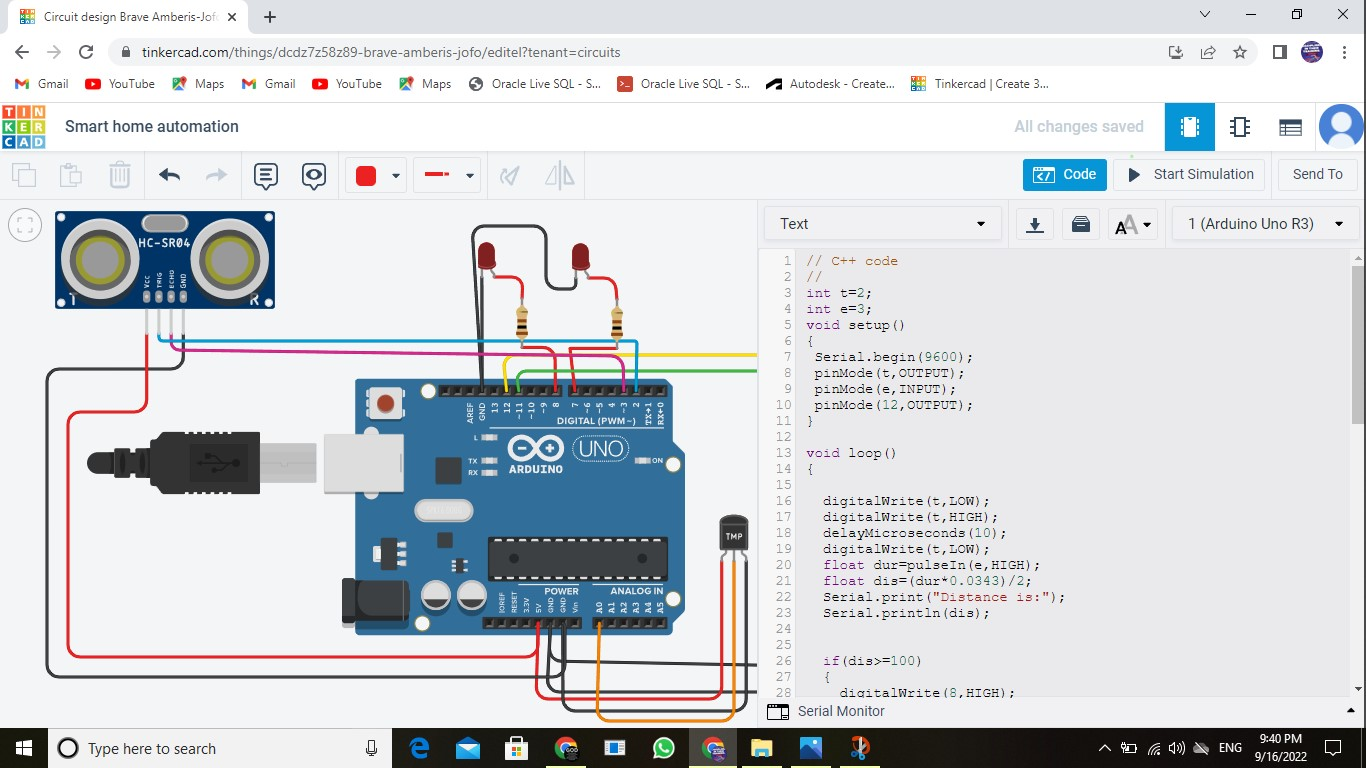 Circuit design Brave Amberis-Jofo
tinkercad.com/things/dcdz7z58z89-brave-amberis-jofo/editel?tenant=circuits
Gmail YouTube Maps Gmail YouTube Maps Oracle Live SQL - S... Oracle Live SQL - S... Autodesk - Create... Tinkercad | Create 3...
TIN
KER
CAD
Smart home automation
All changes saved
Code
Start Simulation
Send To
Text
1 (Arduino Uno R3)
HC-SR04
VCC TRIG ECHO GND
T R
AREF GND 13 12 ~11 ~10 ~9 8 7 ~6 ~5 4 ~3 2 TX→1 RX←0
DIGITAL (PWM~)
L
TX
RX
ARDUINO
UNO
ON
TMP
POWER
ANALOG IN
IOREF RESET 3.3V 5V GND GND Vin A0 A1 A2 A3 A4 A5
1 // C++ code
2 //
3 int t=2;
4 int e=3;
5 void setup()
6 {
7 Serial.begin(9600);
8 pinMode(t,OUTPUT);
9 pinMode(e,INPUT);
10 pinMode(12,OUTPUT);
11 }
12
13 void loop()
14 {
15
16 digitalWrite(t,LOW);
17 digitalWrite(t,HIGH);
18 delayMicroseconds(10);
19 digitalWrite(t,LOW);
20 float dur=pulseIn(e,HIGH);
21 float dis=(dur*0.0343)/2;
22 Serial.print("Distance is:");
23 Serial.println(dis);
24
25
26 if(dis>=100)
27 {
28 digitalWrite(8,HIGH);
Serial Monitor
Type here to search
ENG
9:40 PM
9/16/2022